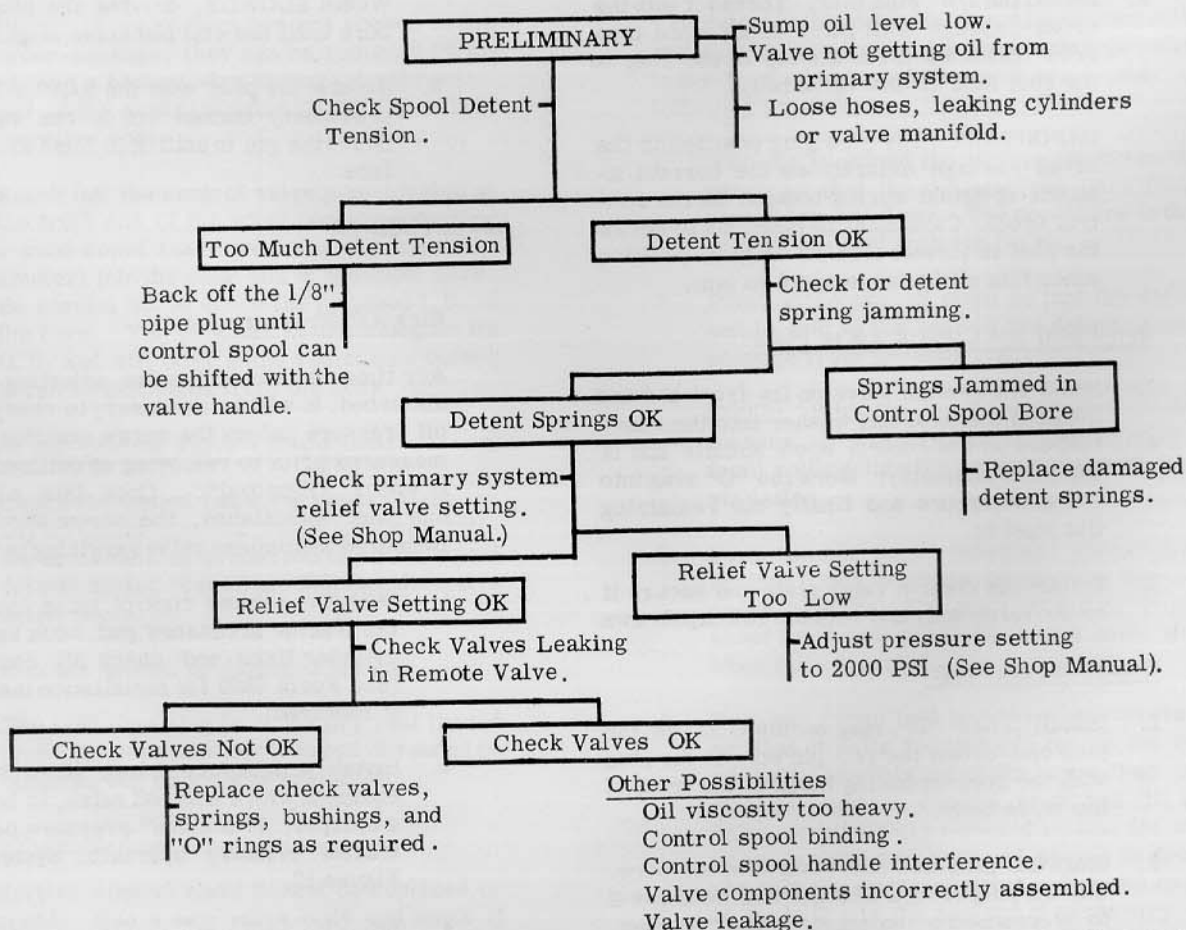 PRELIMINARY
Sump oil level low.
Valve not getting oil from
primary system.
Loose hoses, leaking cylinders
or valve manifold.
Check Spool Detent
Tension.
Too Much Detent Tension
Detent Tension OK
Back off the 1/8"
pipe plug until
control spool can
be shifted with the
valve handle.
Check for detent
spring jamming.
Detent Springs OK
Springs Jammed in
Control Spool Bore
Check primary system
relief valve setting.
(See Shop Manual.)
Replace damaged
detent springs.
Relief Valve Setting OK
Relief Valve Setting
Too Low
Check Valves Leaking
in Remote Valve.
Adjust pressure setting
to 2000 PSI (See Shop Manual).
Check Valves Not OK
Check Valves OK
Replace check valves,
springs, bushings, and
"O" rings as required.
Other Possibilities
Oil viscosity too heavy.
Control spool binding.
Control spool handle interference.
Valve components incorrectly assembled.
Valve leakage.